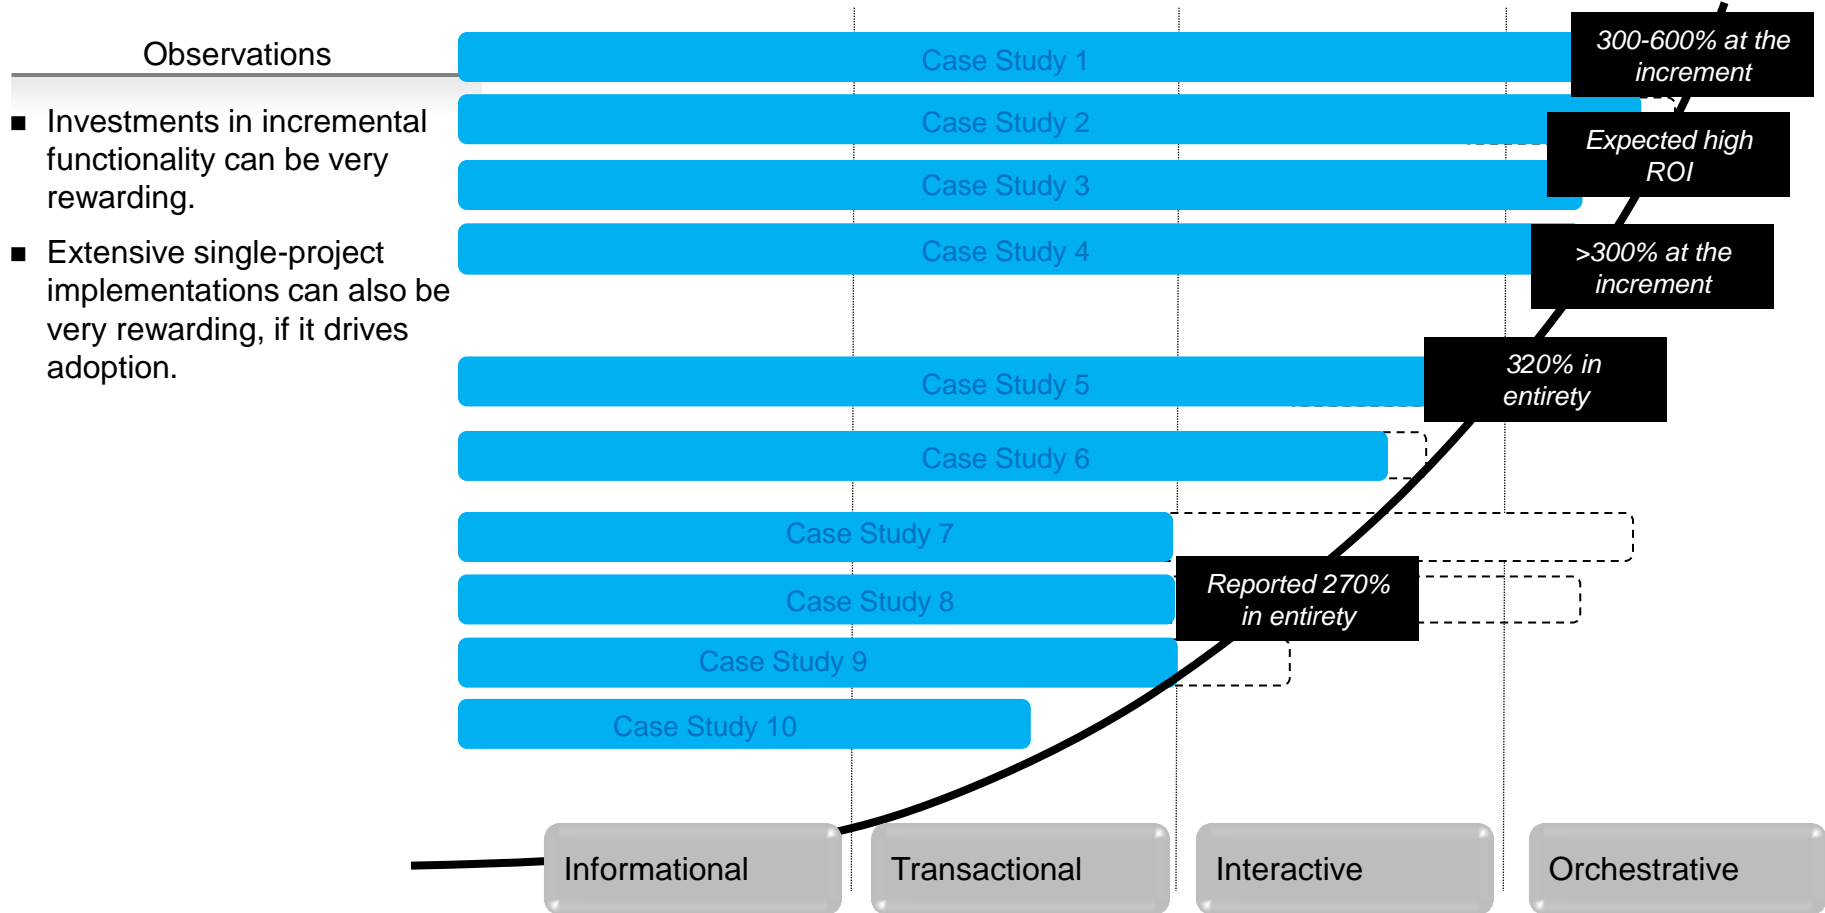 Observations
Investments in incremental
functionality can be very
rewarding.
Extensive single-project
implementations can also be
very rewarding, if it drives
adoption.
Case Study 1
300-600% at the
increment
Case Study 2
Expected high
ROI
Case Study 3
Case Study 4
>300% at the
increment
Case Study 5
320% in
entirety
Case Study 6
Case Study 7
Case Study 8
Reported 270%
in entirety
Case Study 9
Case Study 10
Informational
Transactional
Interactive
Orchestrative